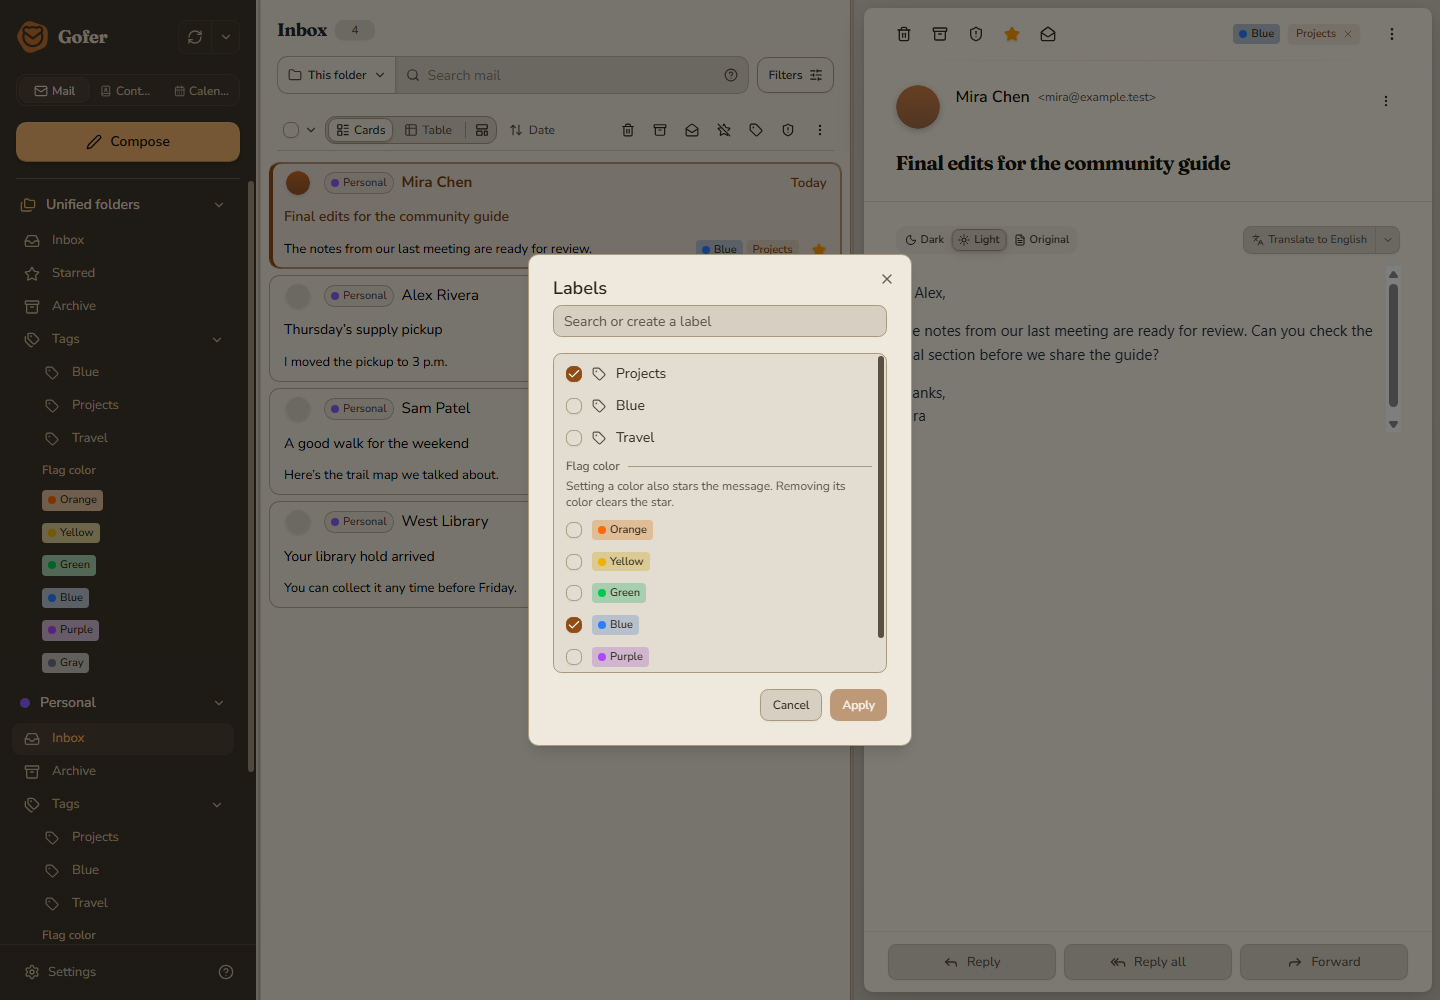 Gofer
Mail
Cont...
Calen...
Compose
Unified folders
Inbox
Starred
Archive
Tags
Blue
Projects
Travel
Flag color
Orange
Yellow
Green
Blue
Purple
Gray
Personal
Inbox
Archive
Tags
Projects
Blue
Travel
Flag color
Settings
Inbox 4
This folder
Search mail
Filters
Cards
Table
Date
Personal Mira Chen Today
Final edits for the community guide
The notes from our last meeting are ready for review. Blue Projects
Personal Alex Rivera
Thursday's supply pickup
I moved the pickup to 3 p.m.
Personal Sam Patel
A good walk for the weekend
Here's the trail map we talked about.
Personal West Library
Your library hold arrived
You can collect it any time before Friday.
Labels
Search or create a label
Projects
Blue
Travel
Flag color
Setting a color also stars the message. Removing its
color clears the star.
Orange
Yellow
Green
Blue
Purple
Cancel
Apply
Blue
Projects
Mira Chen <mira@example.test>
Final edits for the community guide
Dark
Light
Original
Translate to English
Alex,
e notes from our last meeting are ready for review. Can you check the
al section before we share the guide?
anks,
ra
Reply
Reply all
Forward